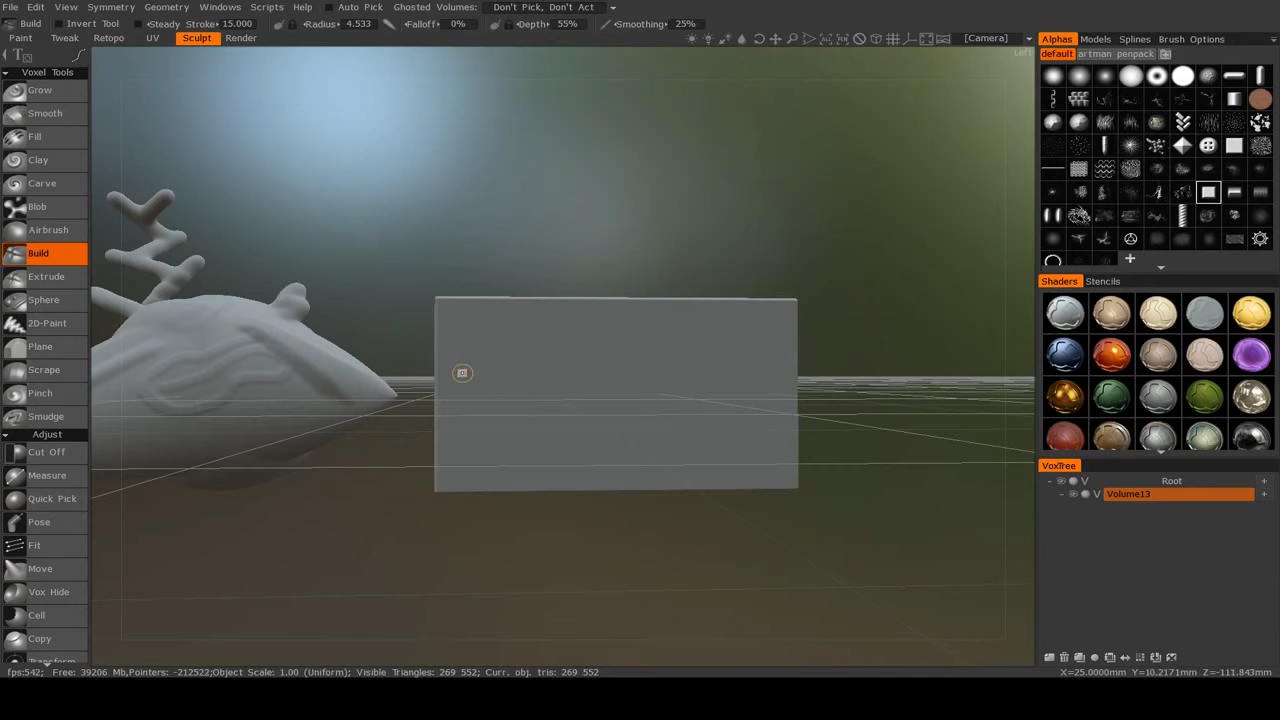 File Edit View Symmetry Geometry Windows Scripts Help Auto Pick Ghosted Volumes: Don't Pick, Don't Act
Build Invert Tool Steady Stroke 15.000 Radius 4.533 Falloff 0% Depth 55% Smoothing 25%
Paint Tweak Retopo UV Sculpt Render [Camera]
Left
Voxel Tools
Grow
Smooth
Fill
Clay
Carve
Blob
Airbrush
Build
Extrude
Sphere
2D-Paint
Plane
Scrape
Pinch
Smudge
Adjust
Cut Off
Measure
Quick Pick
Pose
Fit
Move
Vox Hide
Cell
Copy
Transform
Alphas Models Splines Brush Options
default artman penpack
Shaders Stencils
VoxTree
- V Root +
- V Volume13 +
fps:542; Free: 39206 Mb,Pointers: -212522;Object Scale: 1.00 (Uniform); Visible Triangles: 269 552; Curr. obj. tris: 269 552
X=25.0000mm Y=10.2171mm Z=-111.843mm